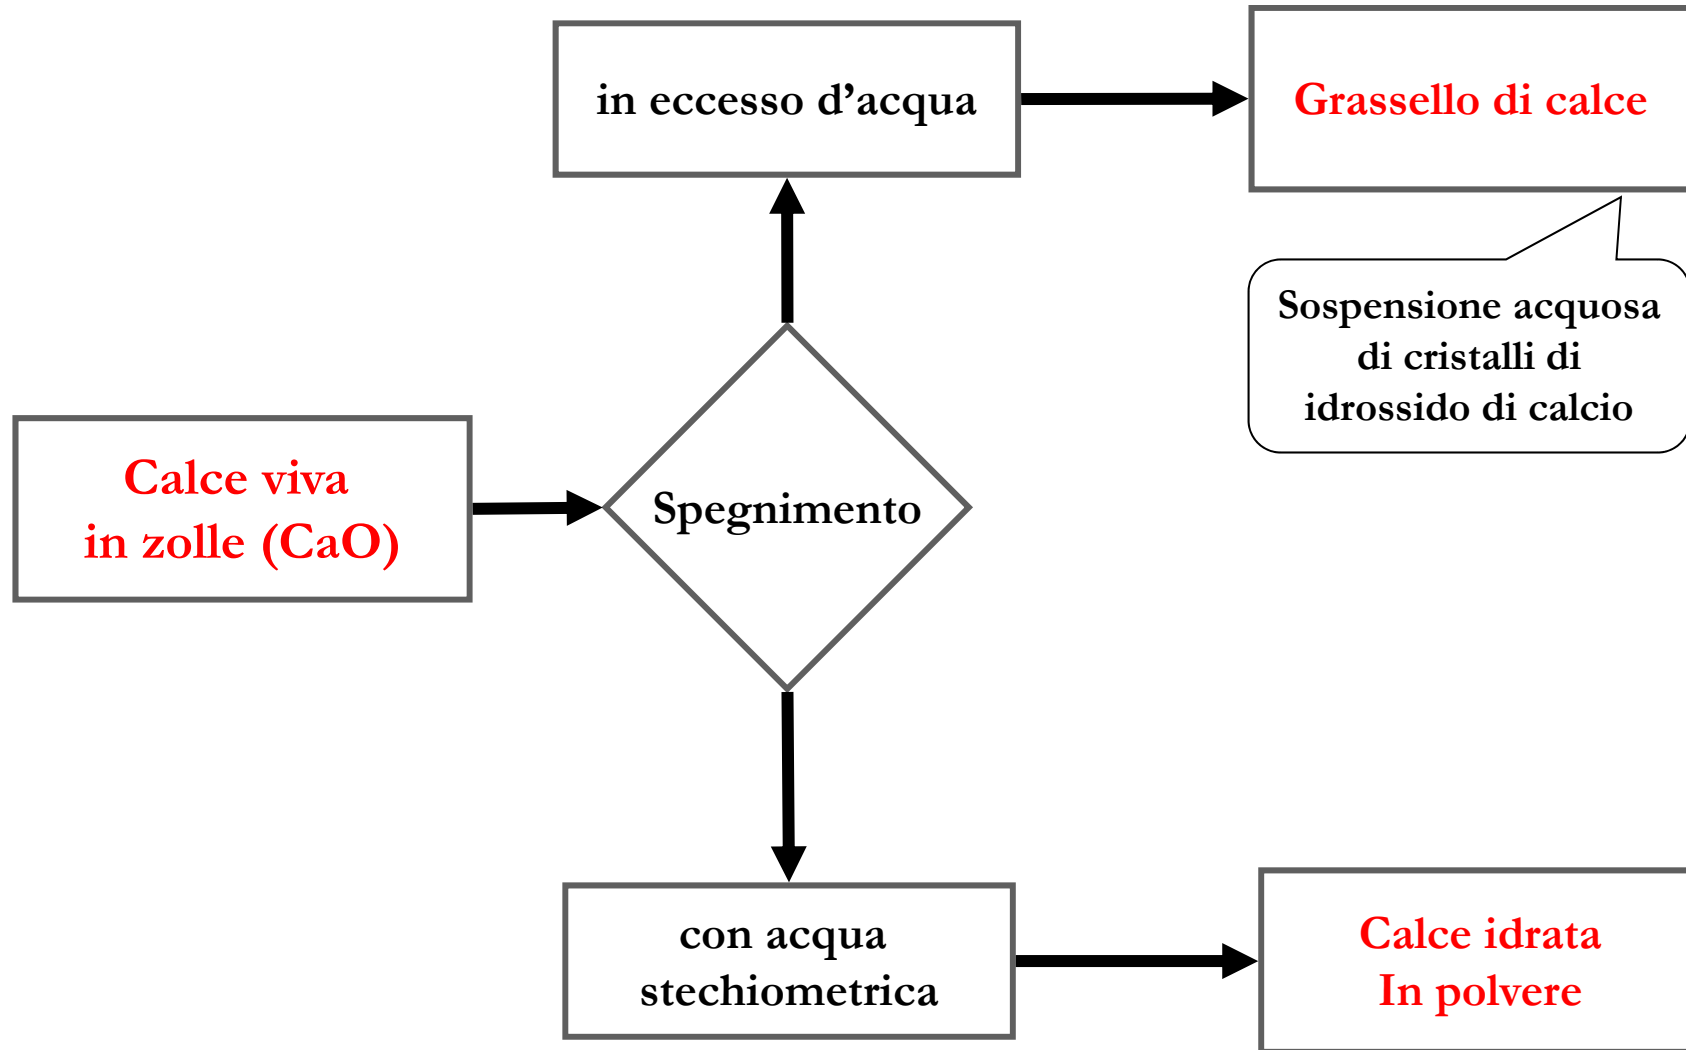 in eccesso d’acqua
Grassello di calce
Sospensione acquosa
di cristalli di
idrossido di calcio
Calce viva
in zolle (CaO)
Spegnimento
con acqua
stechiometrica
Calce idrata
In polvere